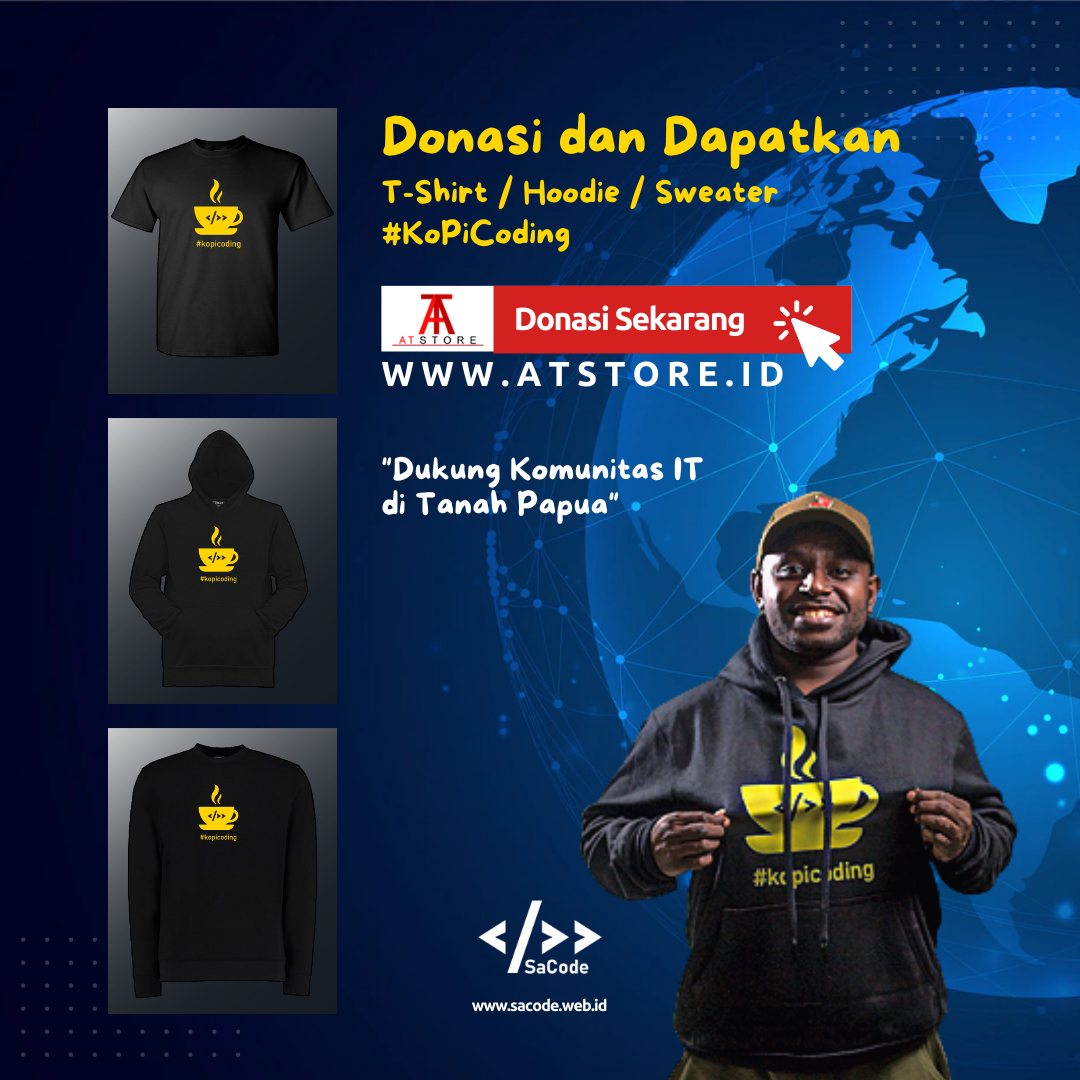 Donasi dan Dapatkan
T-Shirt / Hoodie / Sweater
#KoPiCoding
AT STORE
Donasi Sekarang
WWW.ATSTORE.ID
"Dukung Komunitas IT
di Tanah Papua"
</>>
#kopicoding
</>>
#kopicoding
</>>
#kopicoding
</>>
#kopicoding
</>>
SaCode
www.sacode.web.id